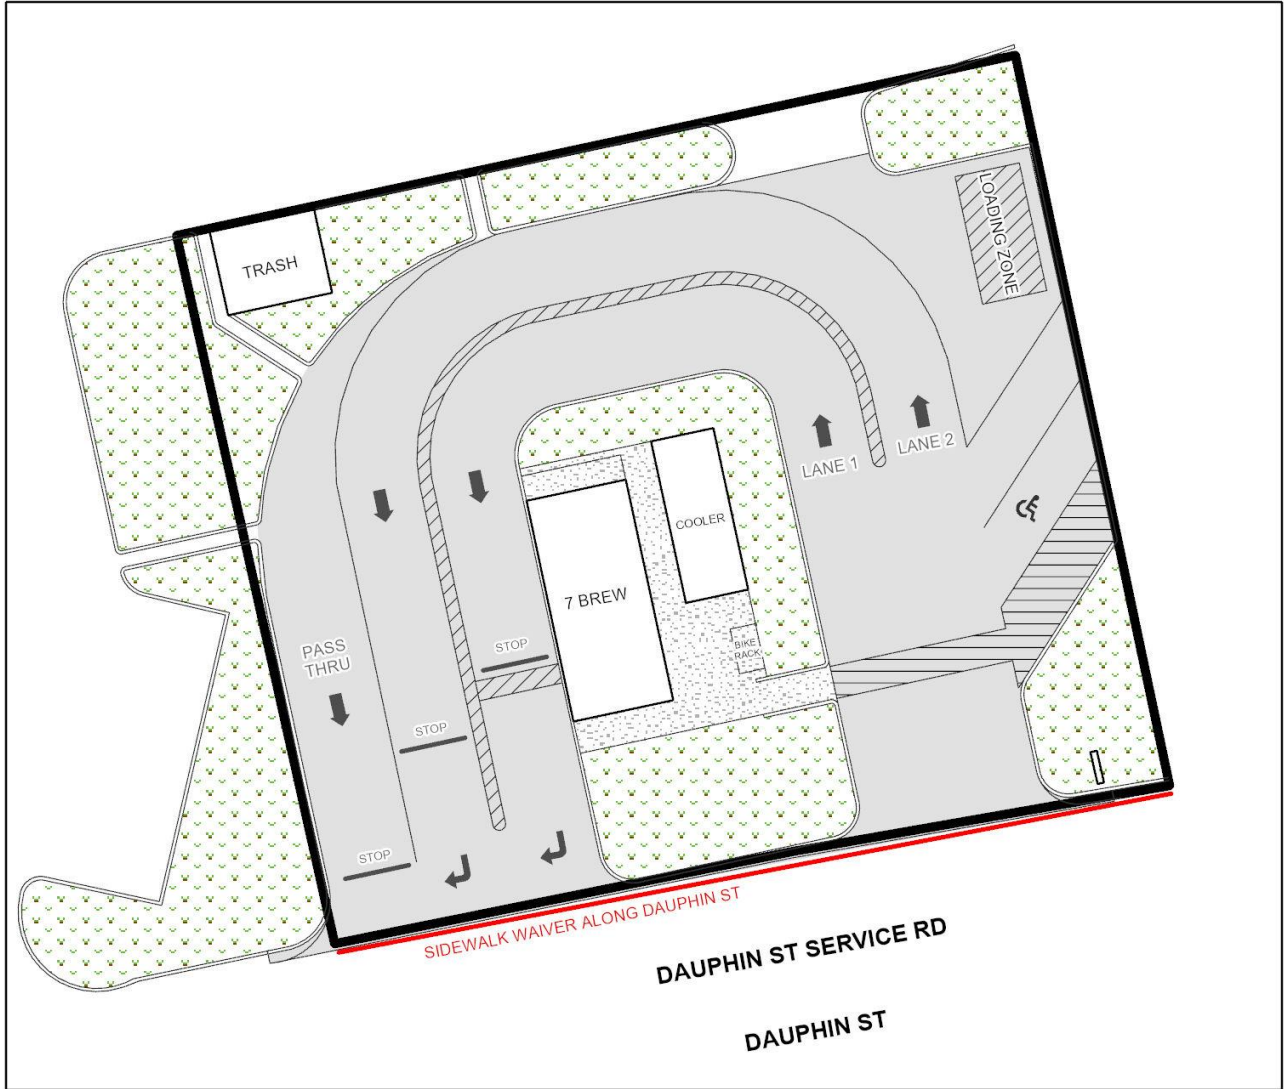 LOADING ZONE
TRASH
LANE 1
LANE 2
COOLER
7 BREW
BIKE
RACK
STOP
PASS
THRU
STOP
STOP
SIDEWALK WAIVER ALONG DAUPHIN ST
DAUPHIN ST SERVICE RD
DAUPHIN ST